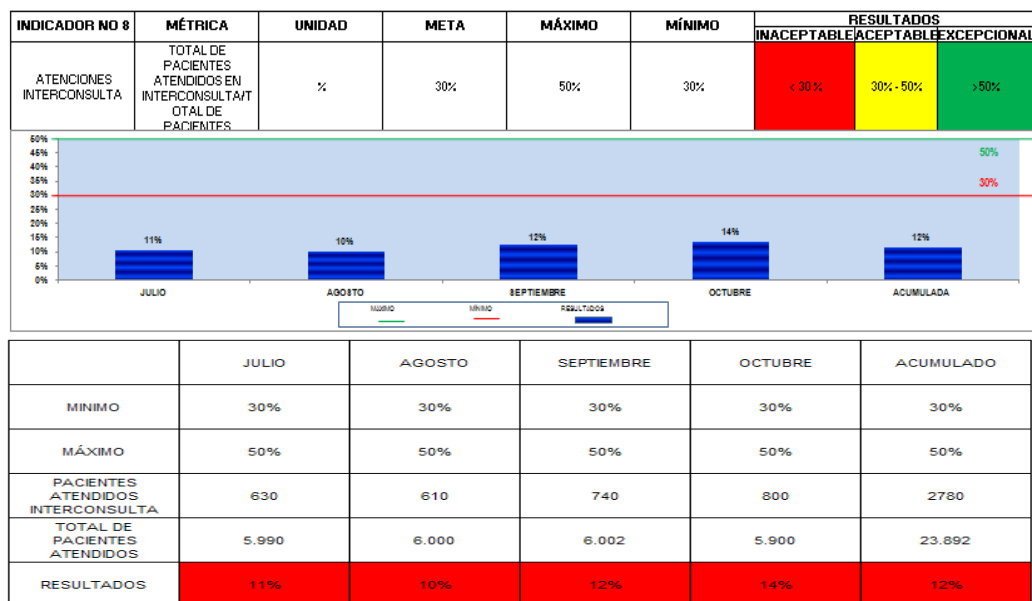 INDICADOR NO 8 MÉTRICA UNIDAD META MÁXIMO MÍNIMO RESULTADOS
INACEPTABLE ACEPTABLE EXCEPCIONAL
ATENCIONES INTERCONSULTA
TOTAL DE
PACIENTES
ATENDIDOS EN
INTERCONSULTA/T
OTAL DE
PACIENTES
% 30% 50% 30% < 30% 30% - 50% >50%
50%
45%
40%
35%
30%
25%
20%
15%
10%
5%
0%
50%
30%
11% 10% 12% 14% 12%
JULIO AGOSTO SEPTIEMBRE OCTUBRE ACUMULADA
MÁXIMO MÍNIMO RESULTADOS
JULIO AGOSTO SEPTIEMBRE OCTUBRE ACUMULADO
MINIMO 30% 30% 30% 30% 30%
MÁXIMO 50% 50% 50% 50% 50%
PACIENTES
ATENDIDOS
INTERCONSULTA
630 610 740 800 2780
TOTAL DE
PACIENTES
ATENDIDOS
5.990 6.000 6.002 5.900 23.892
RESULTADOS 11% 10% 12% 14% 12%